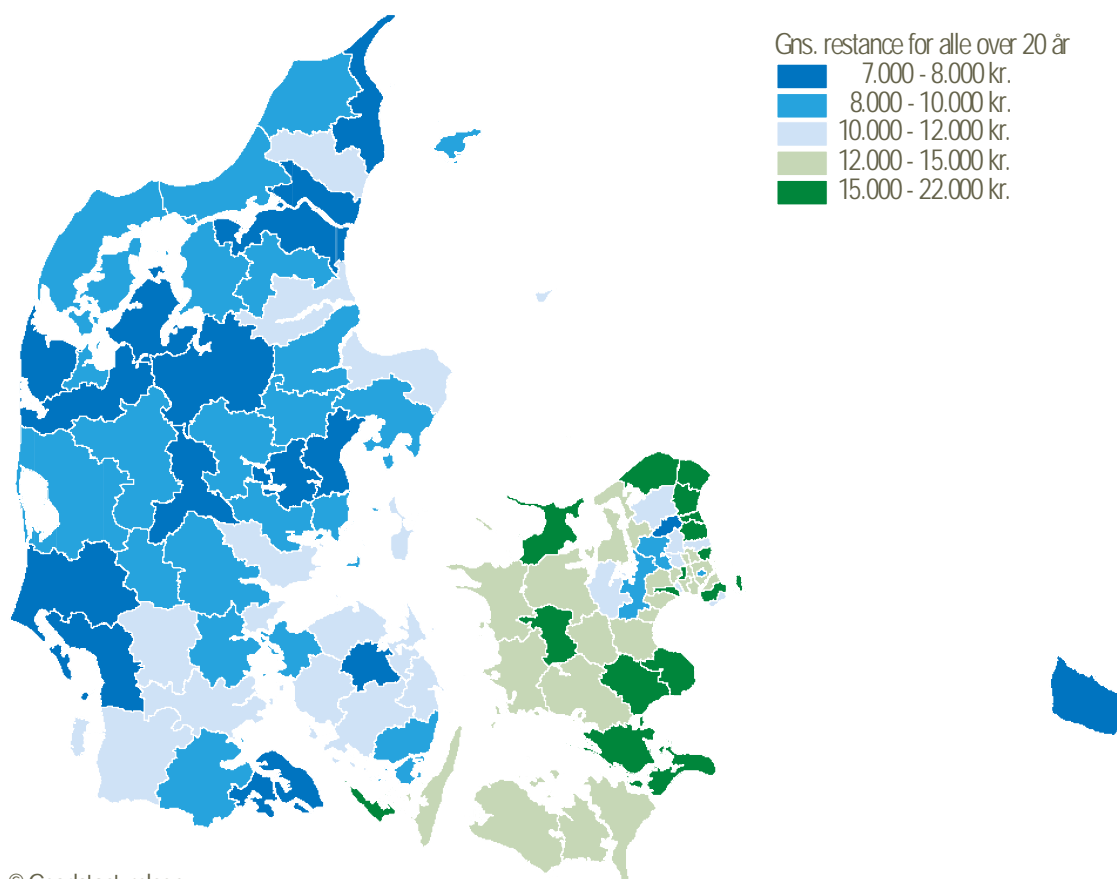 Gns. restance for alle over 20 år
7.000 - 8.000 kr.
8.000 - 10.000 kr.
10.000 - 12.000 kr.
12.000 - 15.000 kr.
15.000 - 22.000 kr.
©